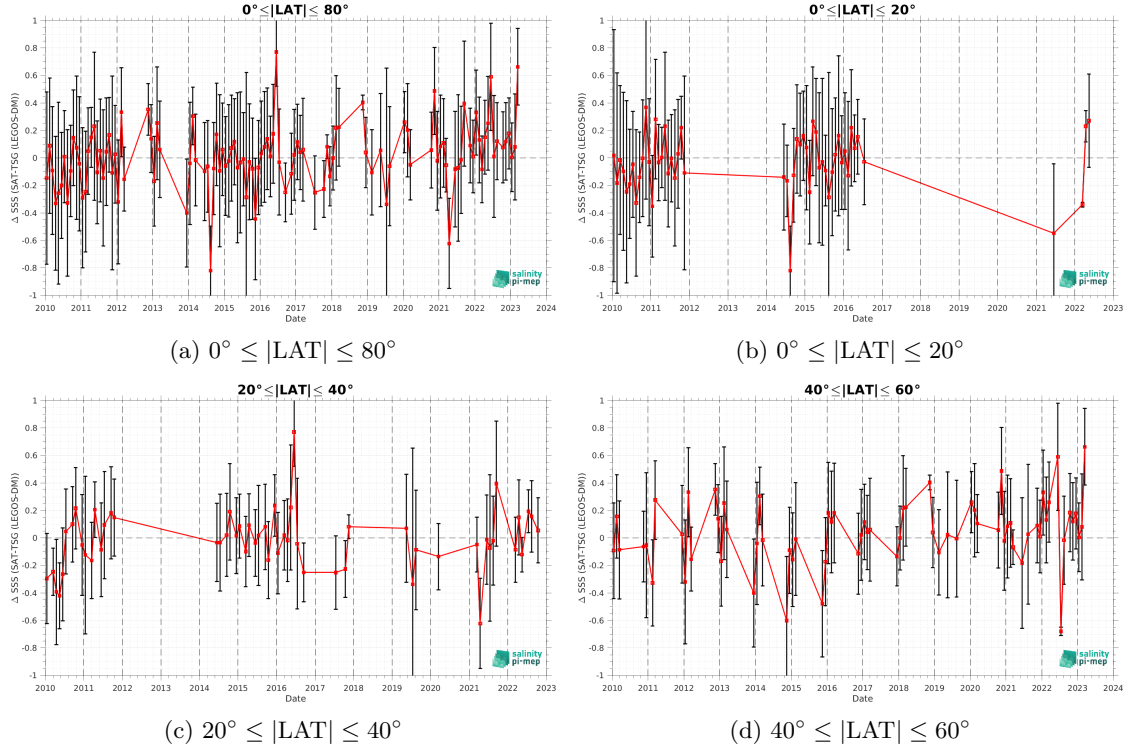 0°≤|LAT|≤ 80°
Δ SSS (SAT-TSG (LEGOS-DM))
1
0.8
0.6
0.4
0.2
0
-0.2
-0.4
-0.6
-0.8
-1
2010 2011 2012 2013 2014 2015 2016 2017 2018 2019 2020 2021 2022 2023 2024
Date
salinity
pi-mep
(a) 0° ≤ |LAT| ≤ 80°
0°≤|LAT|≤ 20°
Δ SSS (SAT-TSG (LEGOS-DM))
1
0.8
0.6
0.4
0.2
0
-0.2
-0.4
-0.6
-0.8
-1
2010 2011 2012 2013 2014 2015 2016 2017 2018 2019 2020 2021 2022 2023
Date
salinity
pi-mep
(b) 0° ≤ |LAT| ≤ 20°
20°≤|LAT|≤ 40°
Δ SSS (SAT-TSG (LEGOS-DM))
1
0.8
0.6
0.4
0.2
0
-0.2
-0.4
-0.6
-0.8
-1
2010 2011 2012 2013 2014 2015 2016 2017 2018 2019 2020 2021 2022 2023
Date
salinity
pi-mep
(c) 20° ≤ |LAT| ≤ 40°
40°≤|LAT|≤ 60°
Δ SSS (SAT-TSG (LEGOS-DM))
1
0.8
0.6
0.4
0.2
0
-0.2
-0.4
-0.6
-0.8
-1
2010 2011 2012 2013 2014 2015 2016 2017 2018 2019 2020 2021 2022 2023 2024
Date
salinity
pi-mep
(d) 40° ≤ |LAT| ≤ 60°